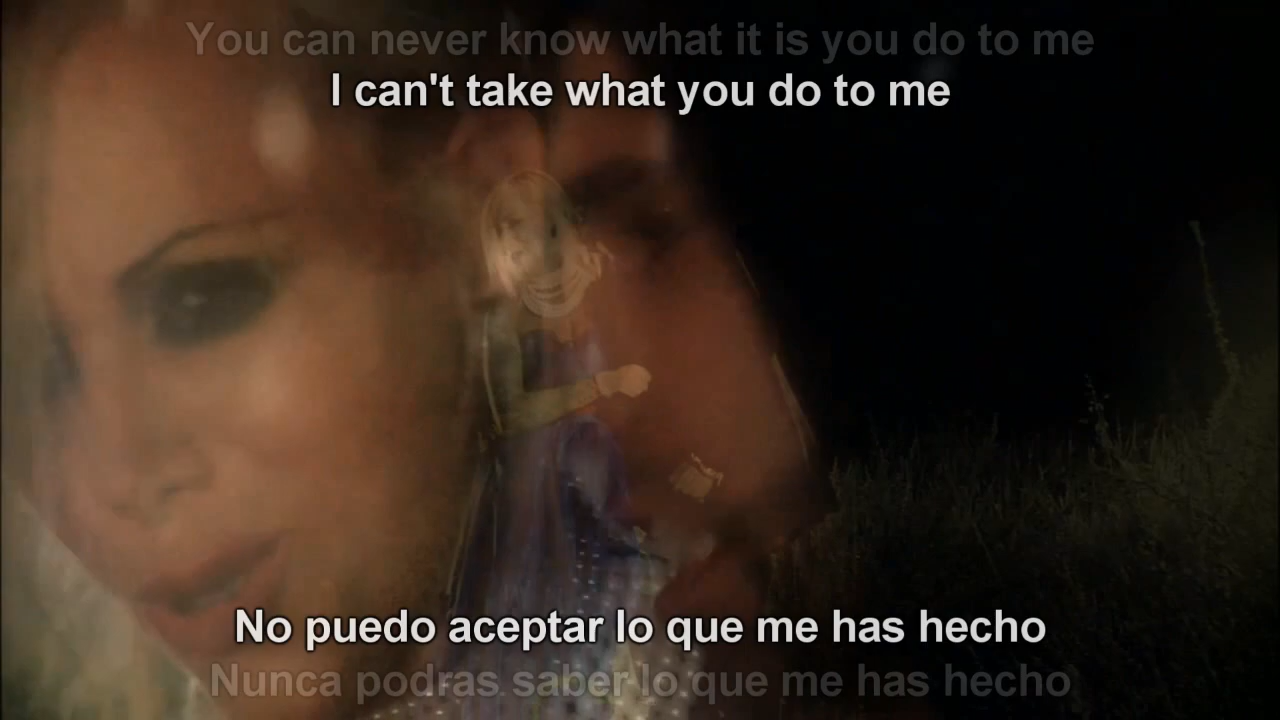 You can never know what it is you do to me
I can't take what you do to me
No puedo aceptar lo que me has hecho
Nunca podras saber lo que me has hecho